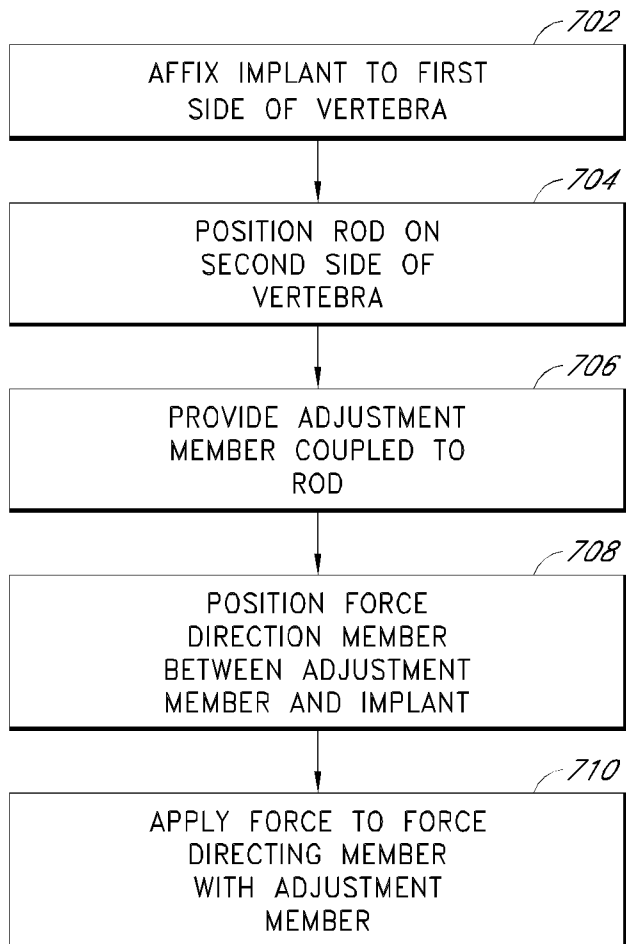 702
AFFIX IMPLANT TO FIRST
SIDE OF VERTEBRA
704
POSITION ROD ON
SECOND SIDE OF
VERTEBRA
706
PROVIDE ADJUSTMENT
MEMBER COUPLED TO
ROD
708
POSITION FORCE
DIRECTION MEMBER
BETWEEN ADJUSTMENT
MEMBER AND IMPLANT
710
APPLY FORCE TO FORCE
DIRECTING MEMBER
WITH ADJUSTMENT
MEMBER